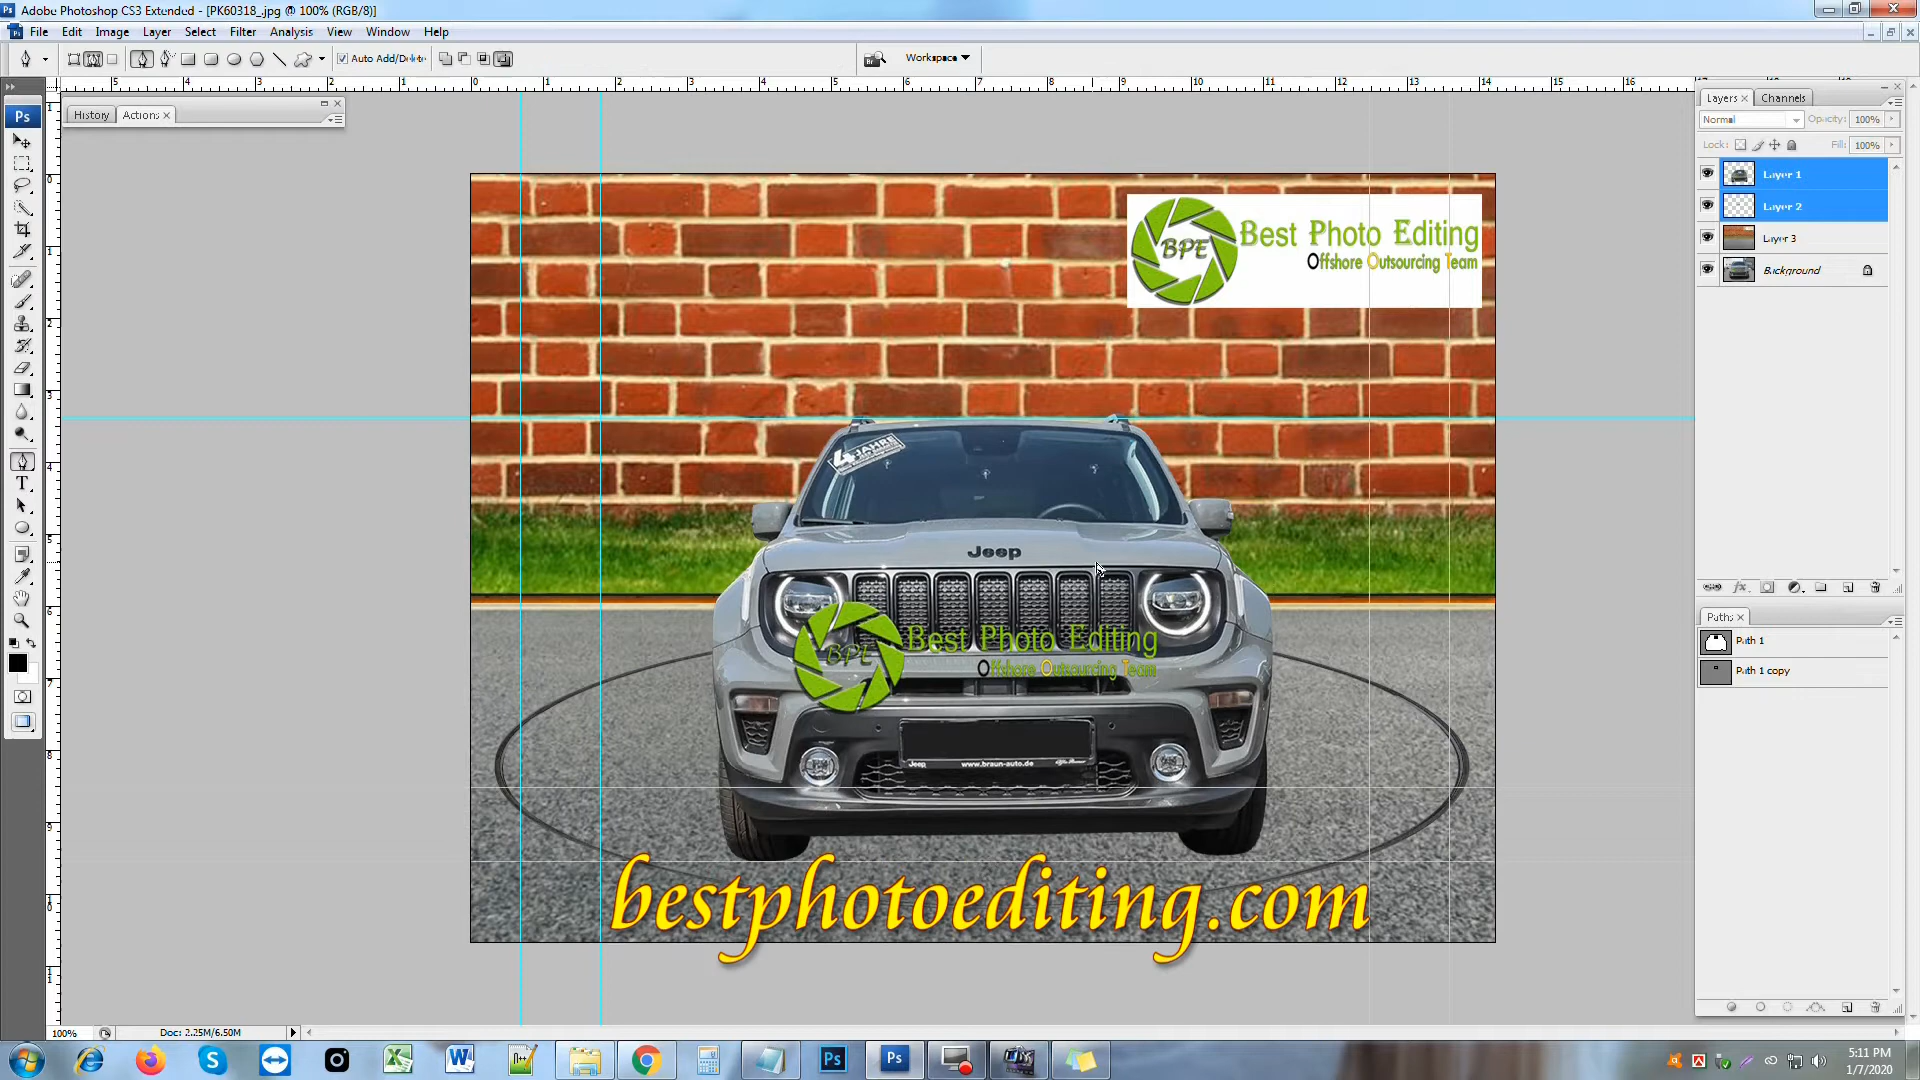 Adobe Photoshop CS3 Extended - [PK60318_.jpg @ 100% (RGB/8)]
File Edit Image Layer Select Filter Analysis View Window Help
Auto Add/Delete
Workspace
History Actions
Layers Channels
Normal Opacity: 100%
Lock: Fill: 100%
Layer 1
Layer 2
Layer 3
Background
Paths
Path 1
Path 1 copy
BPE
Best Photo Editing
Offshore Outsourcing Team
4 JAHRE
Jeep
BPE
Best Photo Editing
Offshore Outsourcing Team
Jeep www.braun-auto.de
bestphotoediting.com
100% Doc: 2.25M/6.50M
5:11 PM
1/7/2020